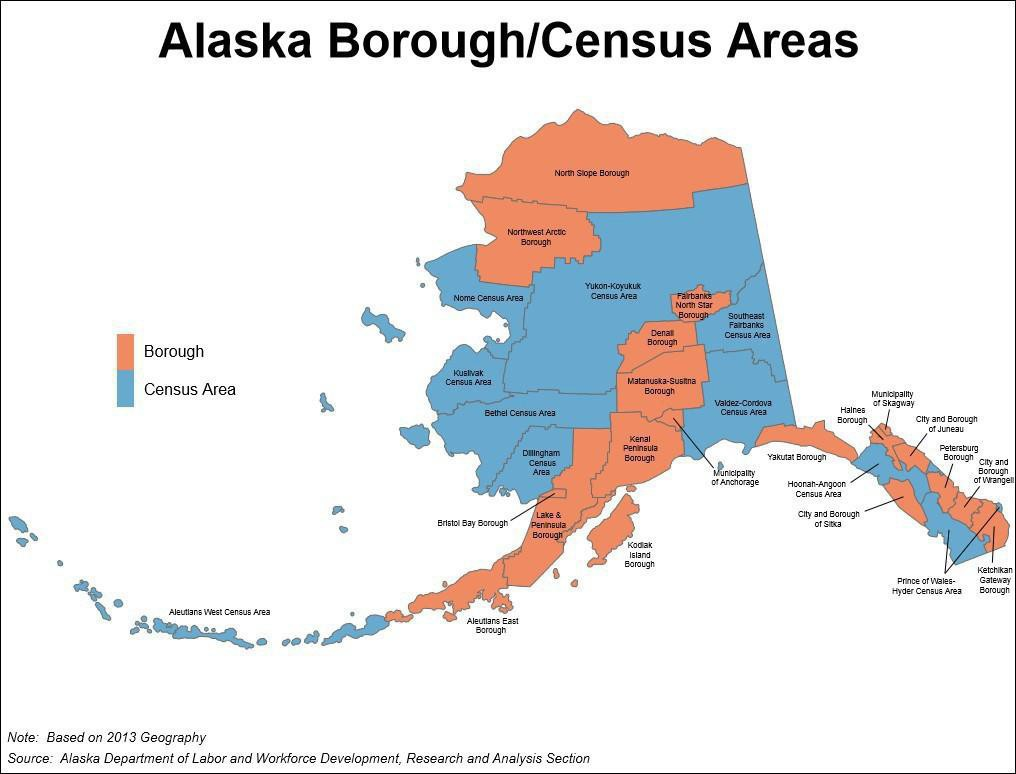 Alaska Borough/Census Areas
North Slope Borough
Northwest Arctic
Borough
Nome Census Area
Yukon-Koyukuk
Census Area
Fairbanks
North Star
Borough
Southeast
Fairbanks
Census Area
Denali
Borough
Borough
Census Area
Kusilvak
Census Area
Matanuska-Susitna
Borough
Valdez-Cordova
Census Area
Bethel Census Area
Dillingham
Census
Area
Kenai
Peninsula
Borough
Municipality
of Anchorage
Yakutat Borough
Haines
Borough
Municipality
of Skagway
City and Borough
of Juneau
Petersburg
Borough
City and
Borough
of Wrangell
Hoonah-Angoon
Census Area
City and Borough
of Sitka
Bristol Bay Borough
Lake &
Peninsula
Borough
Kodiak
Island
Borough
Prince of Wales-
Hyder Census Area
Ketchikan
Gateway
Borough
Aleutians West Census Area
Aleutians East
Borough
Note: Based on 2013 Geography
Source: Alaska Department of Labor and Workforce Development, Research and Analysis Section